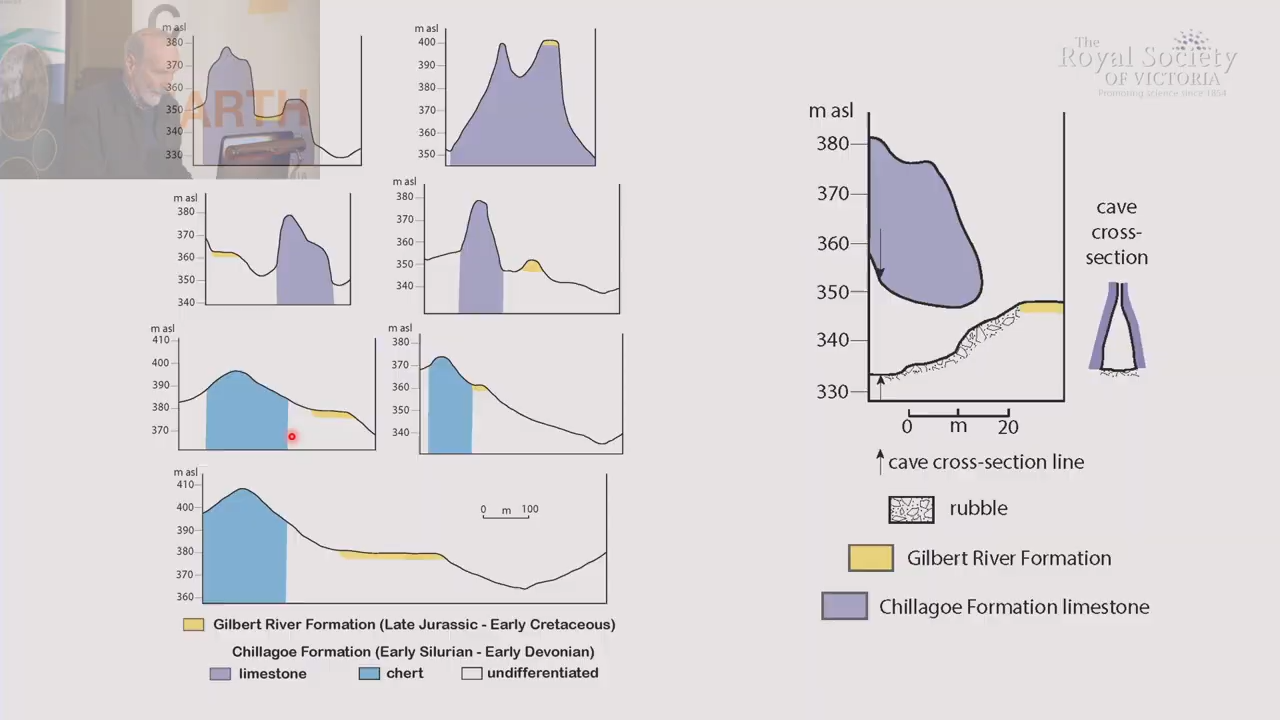 ARTH
m asl
380
370
360
350
340
330
m asl
400
390
380
370
360
350
m asl
380
370
360
350
340
m asl
380
370
360
350
340
m asl
410
400
390
380
370
m asl
380
370
360
350
340
m asl
410
400
390
380
370
360
0 m 100
Gilbert River Formation (Late Jurassic - Early Cretaceous)
Chillagoe Formation (Early Silurian - Early Devonian)
limestone chert undifferentiated
The
Royal Society
OF VICTORIA
Promoting science since 1854
m asl
380
370
360
350
340
330
0 m 20
cave
cross-
section
cave cross-section line
rubble
Gilbert River Formation
Chillagoe Formation limestone